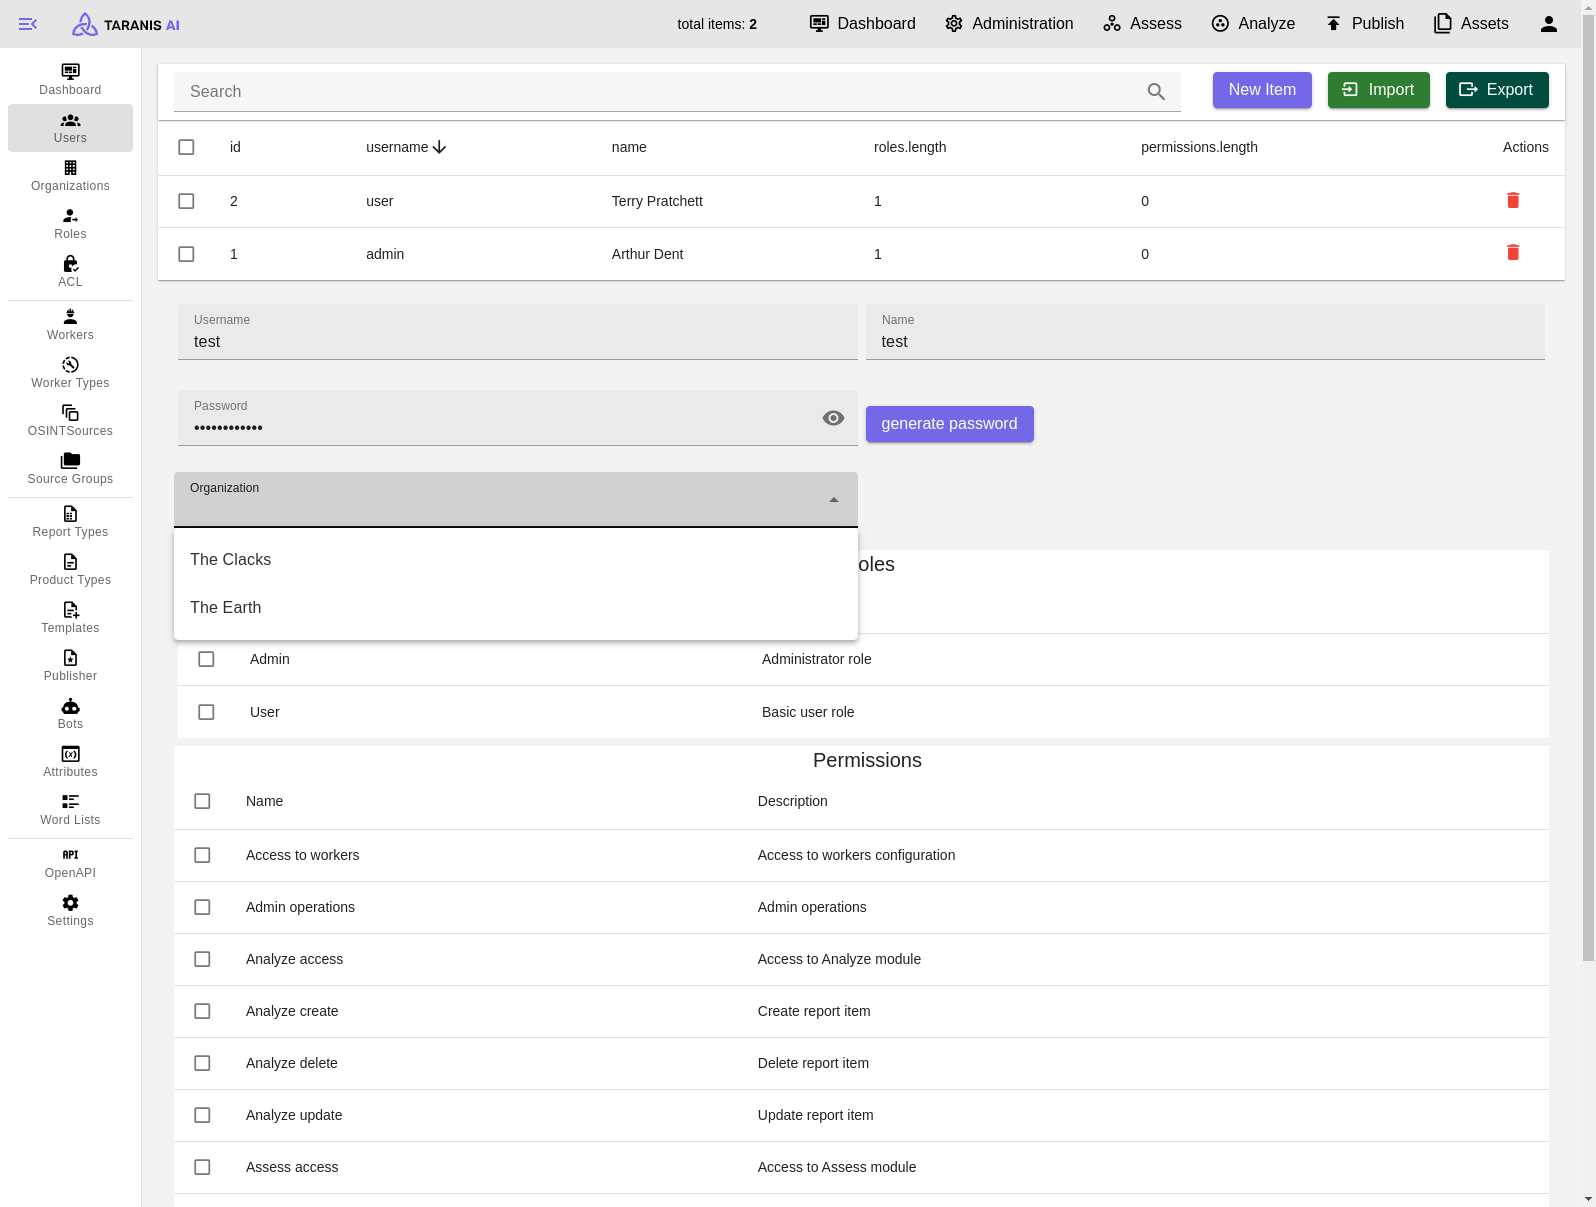 TARANIS AI
total items: 2
Dashboard
Administration
Assess
Analyze
Publish
Assets
Dashboard
Users
Organizations
Roles
ACL
Workers
Worker Types
OSINTSources
Source Groups
Report Types
Product Types
Templates
Publisher
Bots
Attributes
Word Lists
API
OpenAPI
Settings
Search
New Item
Import
Export
id username name roles.length permissions.length Actions
2 user Terry Pratchett 1 0
1 admin Arthur Dent 1 0
Username
test
Name
test
Password
••••••••••••
generate password
Organization
The Clacks
The Earth
oles
Admin Administrator role
User Basic user role
Permissions
Name Description
Access to workers Access to workers configuration
Admin operations Admin operations
Analyze access Access to Analyze module
Analyze create Create report item
Analyze delete Delete report item
Analyze update Update report item
Assess access Access to Assess module